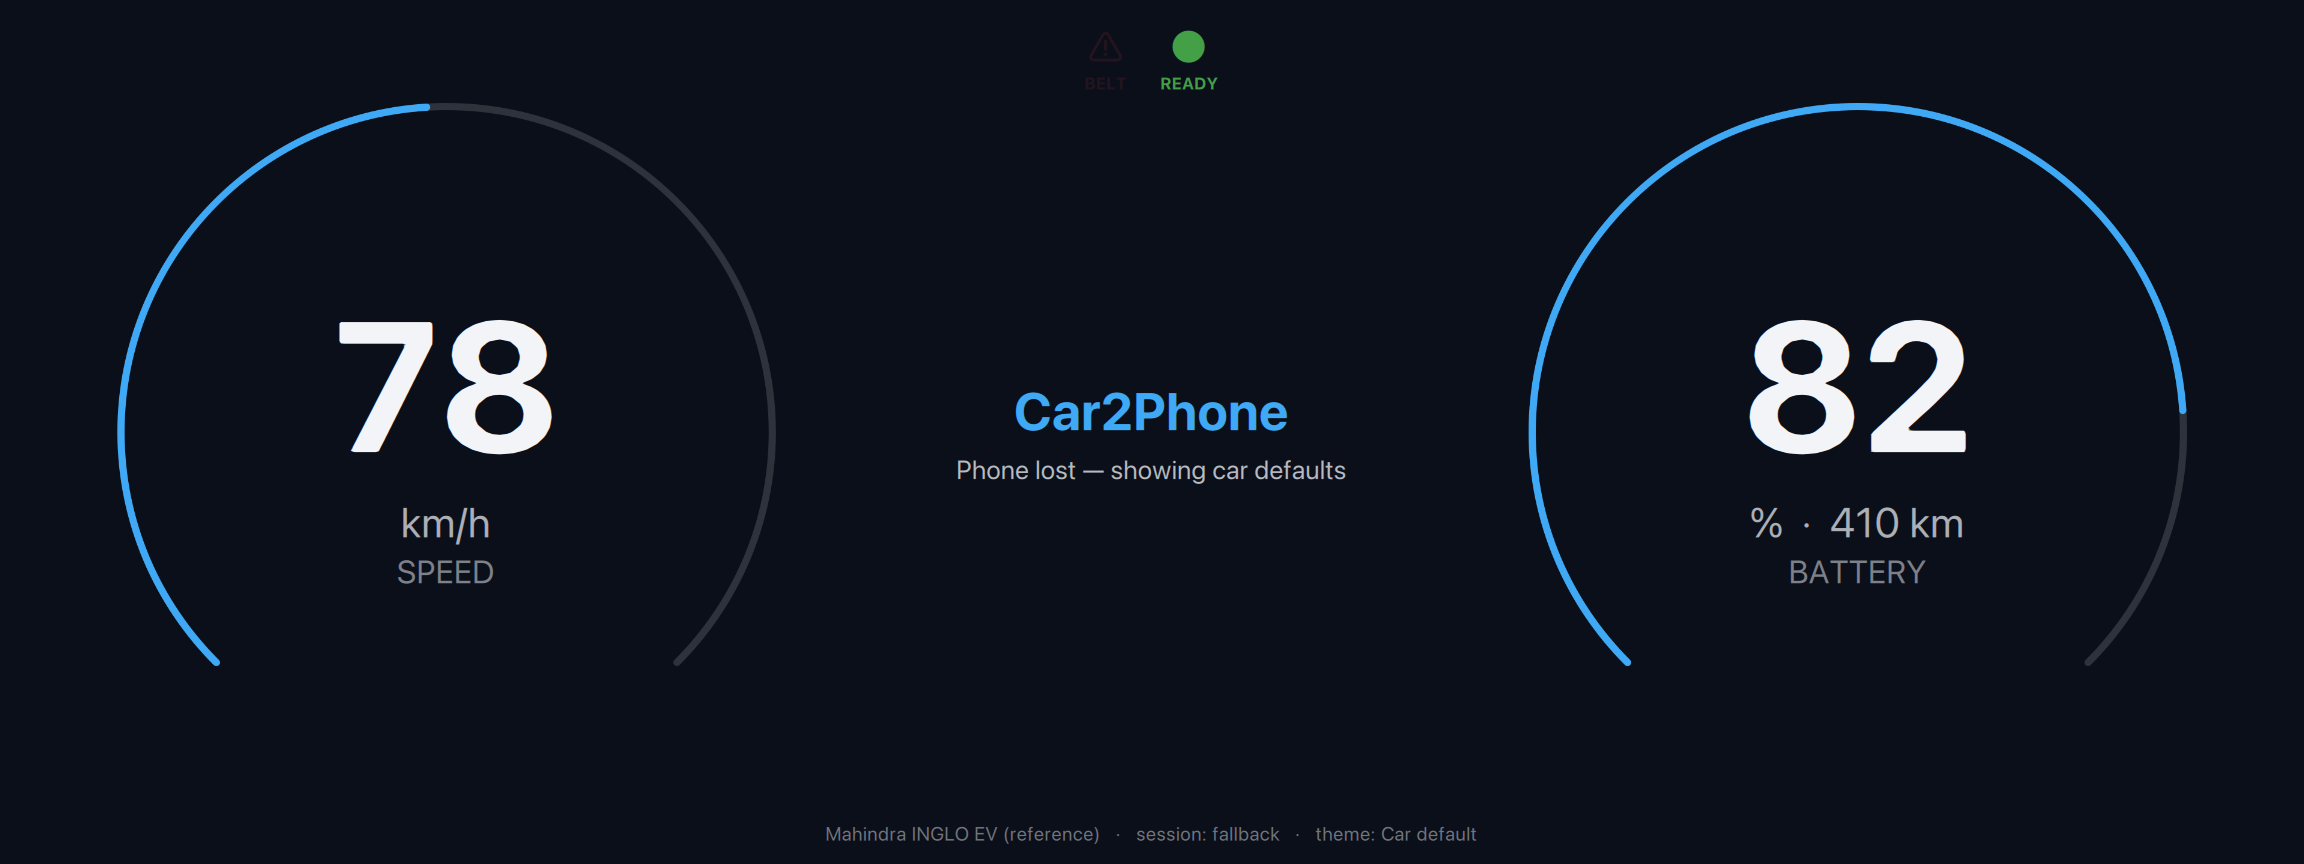 BELT
READY
78
km/h
SPEED
Car2Phone
Phone lost — showing car defaults
82
% · 410 km
BATTERY
Mahindra INGLO EV (reference) · session: fallback · theme: Car default